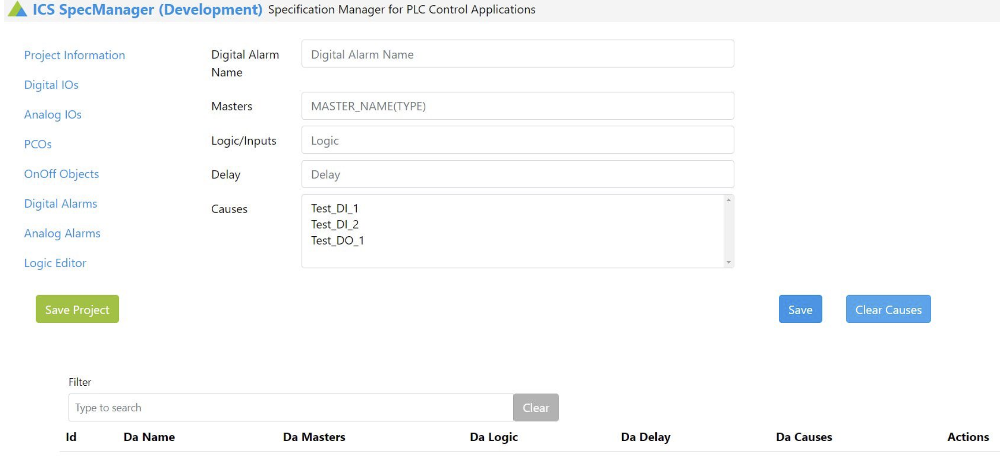 ICS SpecManager (Development) Specification Manager for PLC Control Applications
Project Information
Digital IOs
Analog IOs
PCOs
OnOff Objects
Digital Alarms
Analog Alarms
Logic Editor
Save Project
Digital Alarm
Name
Digital Alarm Name
Masters
MASTER_NAME(TYPE)
Logic/Inputs
Logic
Delay
Delay
Causes
Test_DI_1
Test_DI_2
Test_DO_1
Save
Clear Causes
Filter
Type to search
Clear
Id Da Name Da Masters Da Logic Da Delay Da Causes Actions